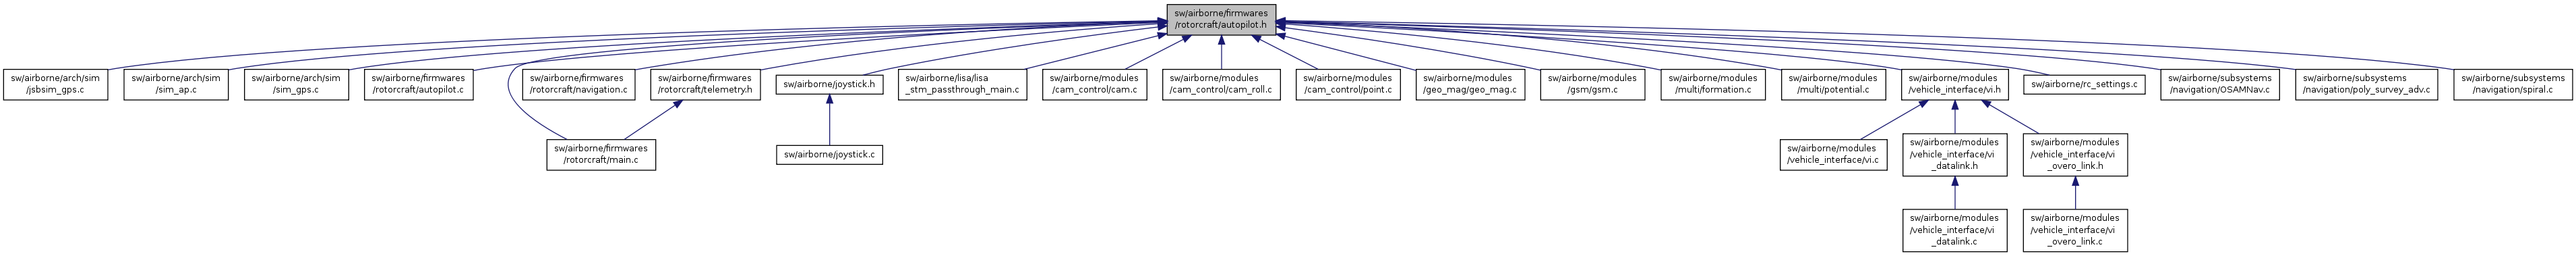 sw/airborne/firmwares
/rotorcraft/autopilot.h
sw/airborne/arch/sim
/jsbsim_gps.c
sw/airborne/arch/sim
/sim_ap.c
sw/airborne/arch/sim
/sim_gps.c
sw/airborne/firmwares
/rotorcraft/autopilot.c
sw/airborne/firmwares
/rotorcraft/navigation.c
sw/airborne/firmwares
/rotorcraft/telemetry.h
sw/airborne/joystick.h
sw/airborne/lisa/lisa
_stm_passthrough_main.c
sw/airborne/modules
/cam_control/cam.c
sw/airborne/modules
/cam_control/cam_roll.c
sw/airborne/modules
/cam_control/point.c
sw/airborne/modules
/geo_mag/geo_mag.c
sw/airborne/modules
/gsm/gsm.c
sw/airborne/modules
/multi/formation.c
sw/airborne/modules
/multi/potential.c
sw/airborne/modules
/vehicle_interface/vi.h
sw/airborne/rc_settings.c
sw/airborne/subsystems
/navigation/OSAMNav.c
sw/airborne/subsystems
/navigation/poly_survey_adv.c
sw/airborne/subsystems
/navigation/spiral.c
sw/airborne/firmwares
/rotorcraft/main.c
sw/airborne/joystick.c
sw/airborne/modules
/vehicle_interface/vi.c
sw/airborne/modules
/vehicle_interface/vi
_datalink.h
sw/airborne/modules
/vehicle_interface/vi
_overo_link.h
sw/airborne/modules
/vehicle_interface/vi
_datalink.c
sw/airborne/modules
/vehicle_interface/vi
_overo_link.c